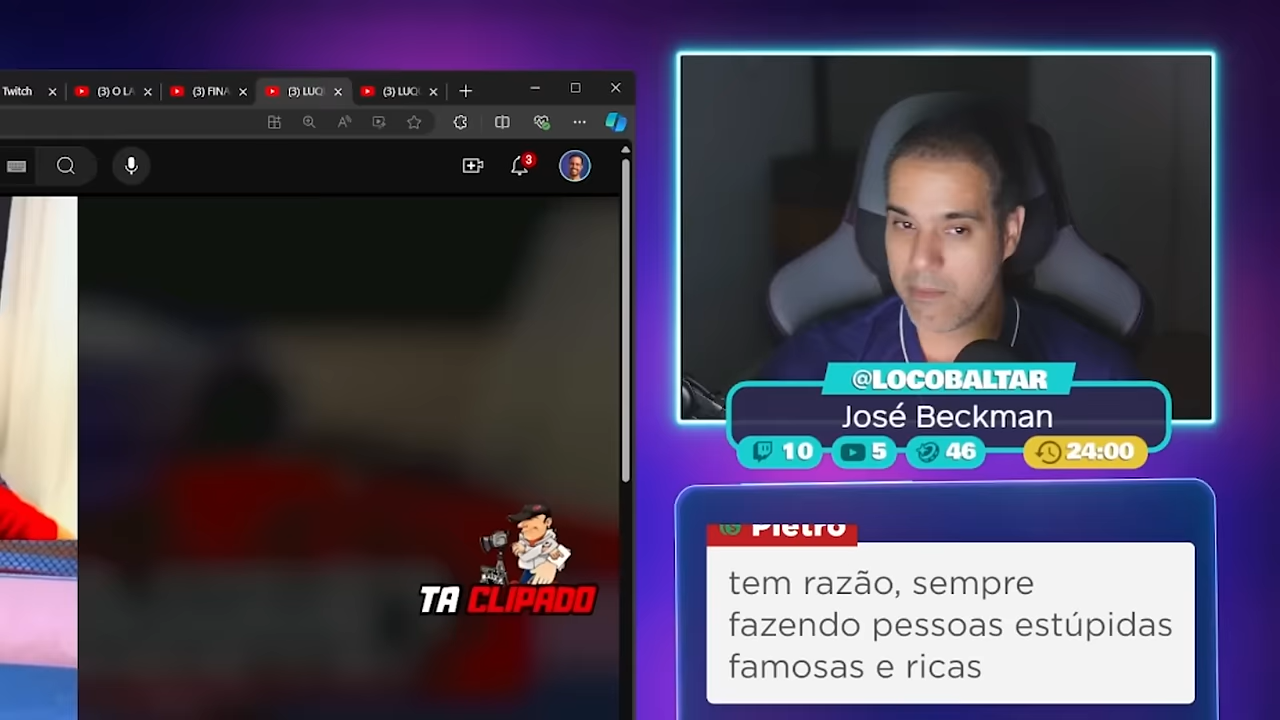 Twitch
(3) O LA
(3) FINA
(3) LUC
(3) LUC
3
@LOCOBALTAR
José Beckman
10
5
46
24:00
TA CLIPADO
Pietro
tem razão, sempre
fazendo pessoas estúpidas
famosas e ricas